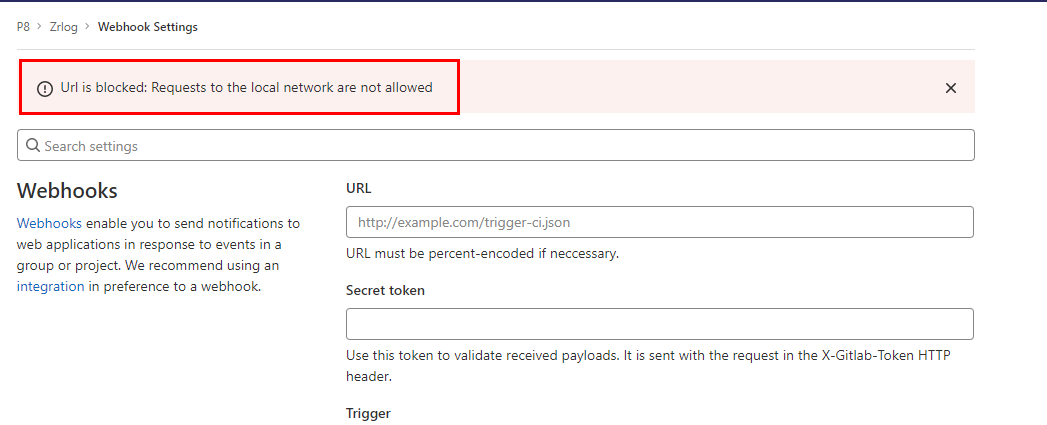 P8 > Zrlog > Webhook Settings
Url is blocked: Requests to the local network are not allowed
Search settings
Webhooks
Webhooks enable you to send notifications to
web applications in response to events in a
group or project. We recommend using an
integration in preference to a webhook.
URL
http://example.com/trigger-ci.json
URL must be percent-encoded if neccessary.
Secret token
Use this token to validate received payloads. It is sent with the request in the X-Gitlab-Token HTTP
header.
Trigger